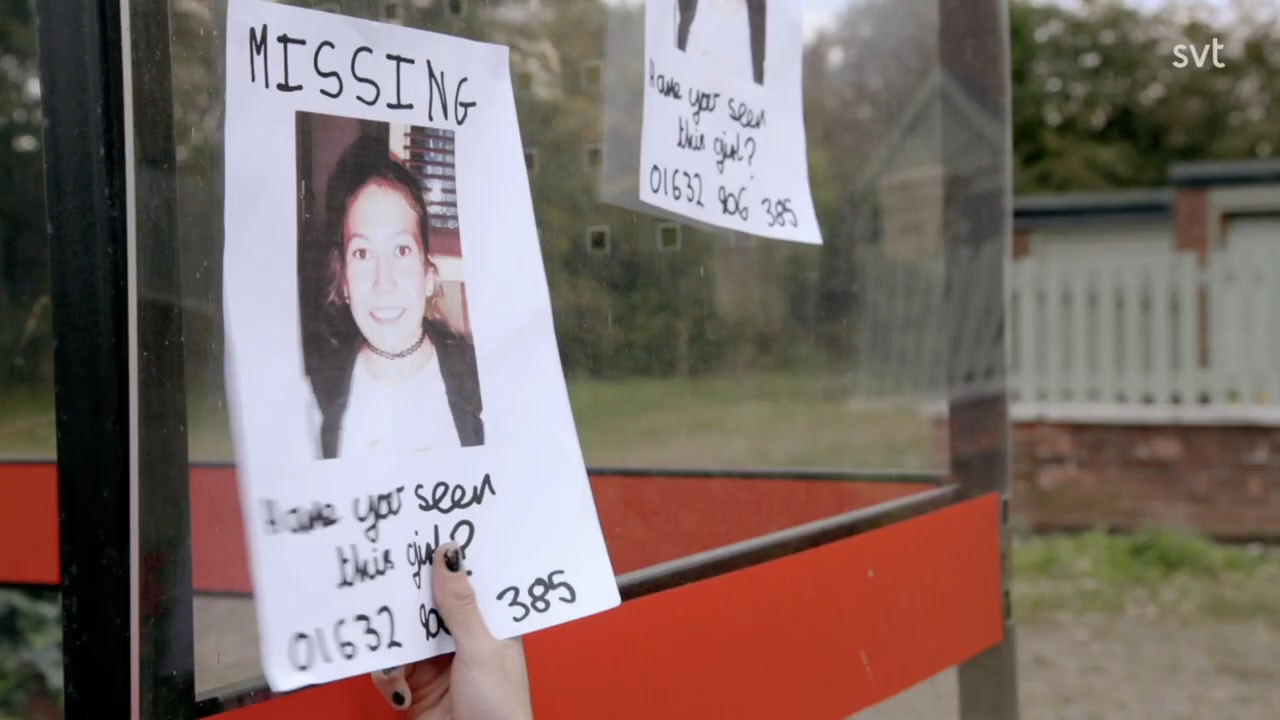 MISSING
Have you seen
this girl?
01632 906 385
Have you seen
this girl?
01632 385
svt